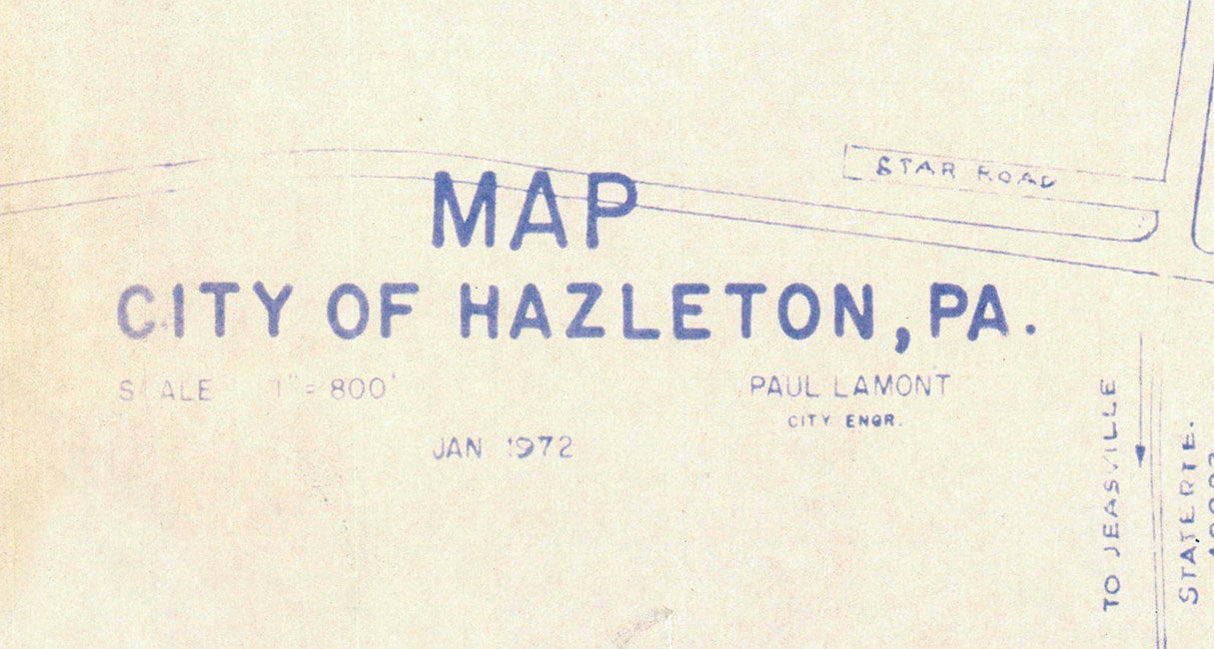 STAR ROAD
MAP
CITY OF HAZLETON, PA.
SCALE 1" = 800'
PAUL LAMONT
CITY ENGR.
JAN 1972
TO JEASVILLE
STATE RTE.